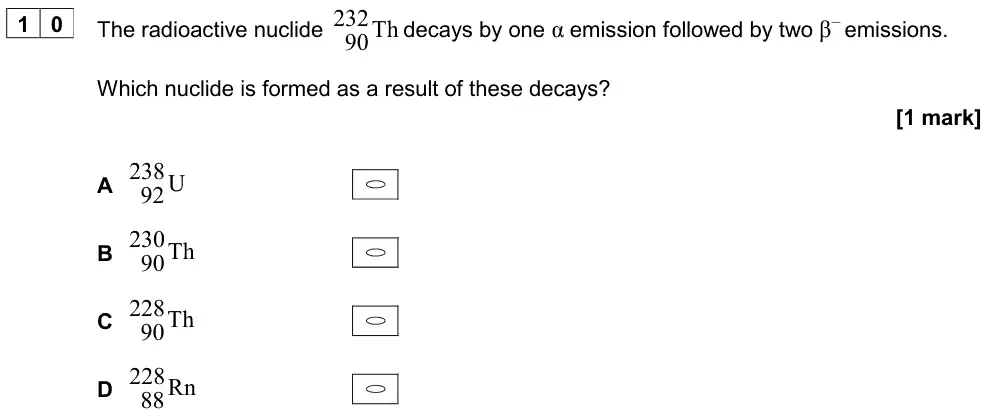 1 0 The radioactive nuclide ²³²₉₀Th decays by one α emission followed by two β⁻ emissions.
Which nuclide is formed as a result of these decays?
[1 mark]
A ²³⁸₉₂U
B ²³⁰₉₀Th
C ²²⁸₉₀Th
D ²²⁸₈₈Rn